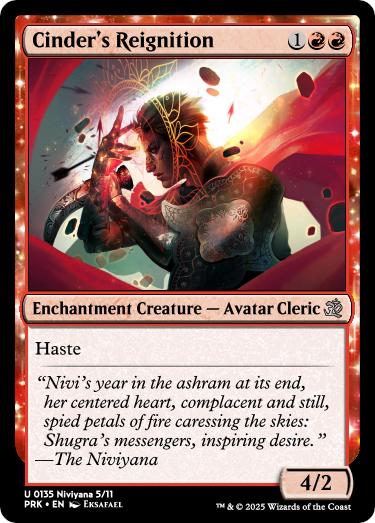 Cinder's Reignition 1
Enchantment Creature — Avatar Cleric
Haste
“Nivi's year in the ashram at its end,
her centered heart, complacent and still,
spied petals of fire caressing the skies:
Shugra's messengers, inspiring desire.”
—The Niviyana
4/2
U 0135 Niviyana 5/11
PRK • EN EKSAFAEL
™ & © 2025 Wizards of the Coast